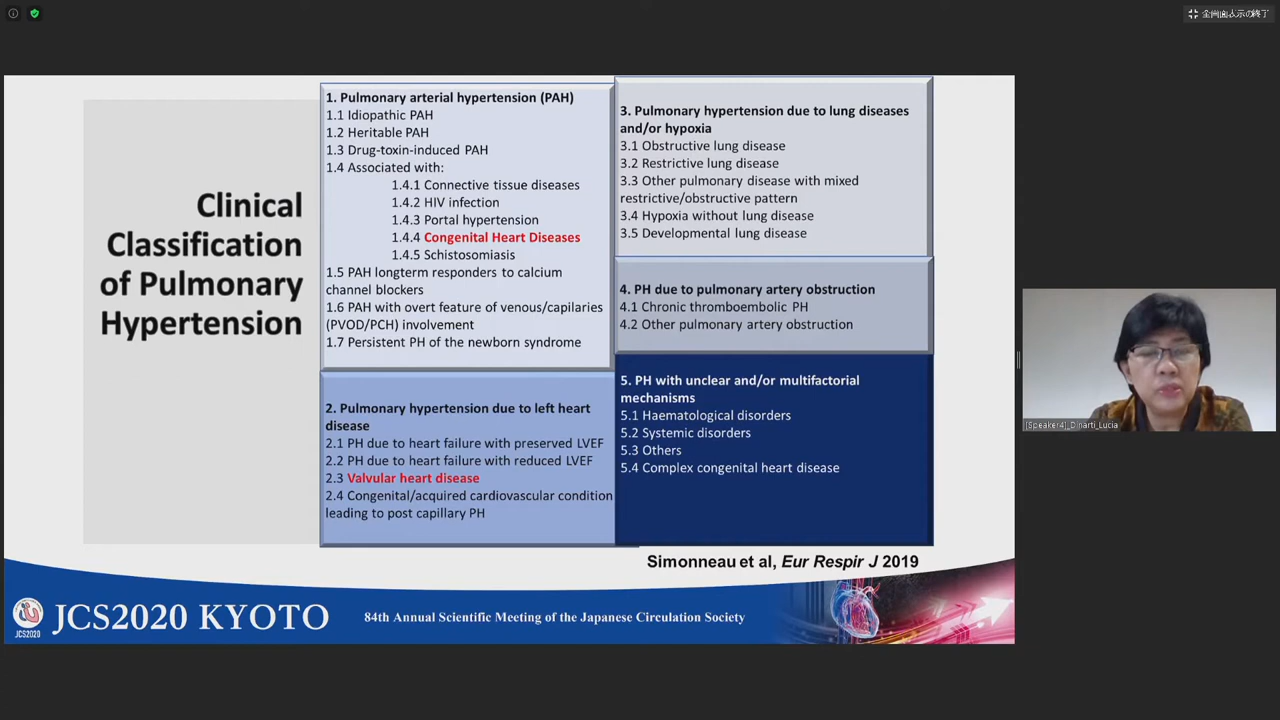 全画面表示の終了
Clinical
Classification
of Pulmonary
Hypertension
1. Pulmonary arterial hypertension (PAH)
1.1 Idiopathic PAH
1.2 Heritable PAH
1.3 Drug-toxin-induced PAH
1.4 Associated with:
1.4.1 Connective tissue diseases
1.4.2 HIV infection
1.4.3 Portal hypertension
1.4.4 Congenital Heart Diseases
1.4.5 Schistosomiasis
1.5 PAH longterm responders to calcium
channel blockers
1.6 PAH with overt feature of venous/capilaries
(PVOD/PCH) involvement
1.7 Persistent PH of the newborn syndrome
2. Pulmonary hypertension due to left heart
disease
2.1 PH due to heart failure with preserved LVEF
2.2 PH due to heart failure with reduced LVEF
2.3 Valvular heart disease
2.4 Congenital/acquired cardiovascular condition
leading to post capillary PH
3. Pulmonary hypertension due to lung diseases
and/or hypoxia
3.1 Obstructive lung disease
3.2 Restrictive lung disease
3.3 Other pulmonary disease with mixed
restrictive/obstructive pattern
3.4 Hypoxia without lung disease
3.5 Developmental lung disease
4. PH due to pulmonary artery obstruction
4.1 Chronic thromboembolic PH
4.2 Other pulmonary artery obstruction
5. PH with unclear and/or multifactorial
mechanisms
5.1 Haematological disorders
5.2 Systemic disorders
5.3 Others
5.4 Complex congenital heart disease
Simonneau et al, Eur Respir J 2019
[Speaker4]_Dinarti_Lucia
JCS2020
JCS2020 KYOTO
84th Annual Scientific Meeting of the Japanese Circulation Society